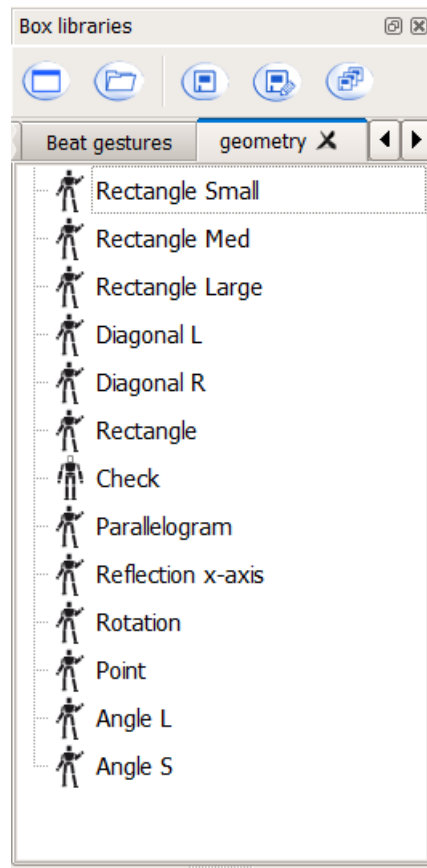 Box libraries
Beat gestures geometry
Rectangle Small
Rectangle Med
Rectangle Large
Diagonal L
Diagonal R
Rectangle
Check
Parallelogram
Reflection x-axis
Rotation
Point
Angle L
Angle S